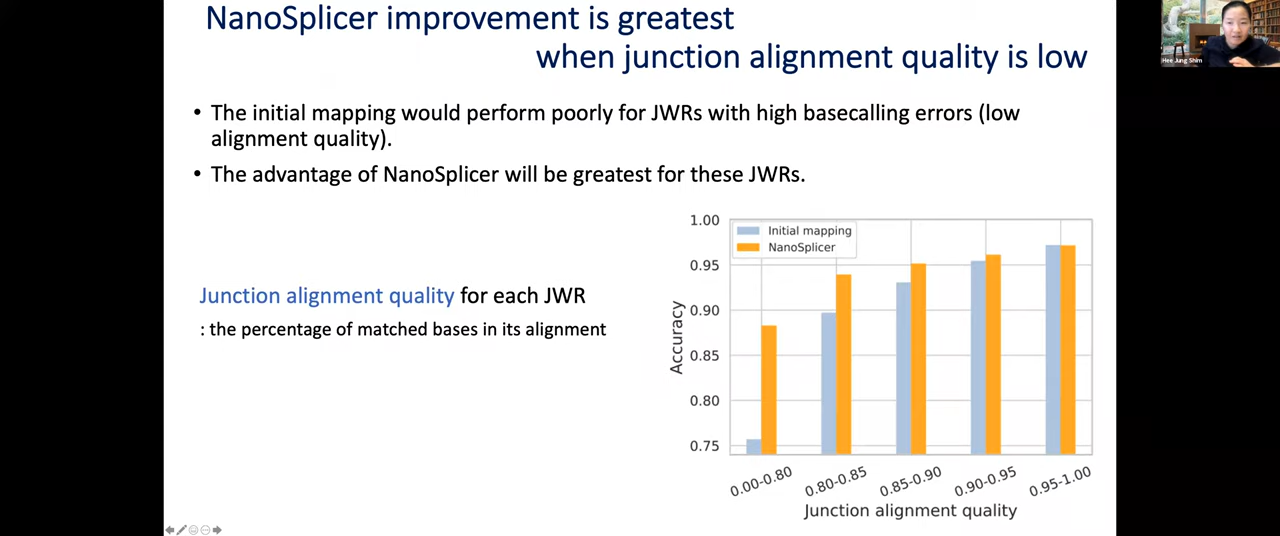 NanoSplicer improvement is greatest
when junction alignment quality is low
Hee Jung Shim
• The initial mapping would perform poorly for JWRs with high basecalling errors (low
alignment quality).
• The advantage of NanoSplicer will be greatest for these JWRs.
Junction alignment quality for each JWR
: the percentage of matched bases in its alignment
Initial mapping
NanoSplicer
1.00
0.95
0.90
0.85
0.80
0.75
Accuracy
0.00-0.80
0.80-0.85
0.85-0.90
0.90-0.95
0.95-1.00
Junction alignment quality